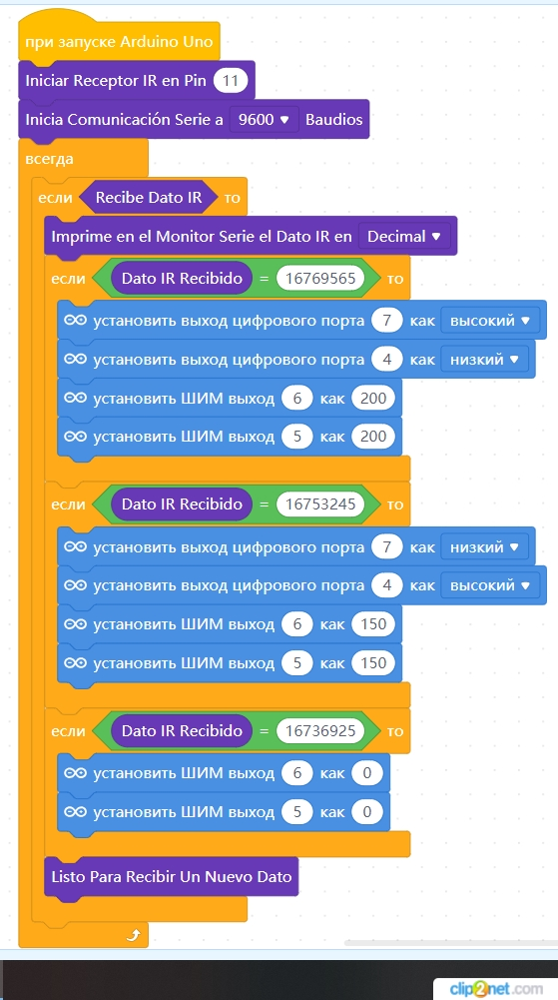 при запуске Arduino Uno
Iniciar Receptor IR en Pin 11
Inicia Comunicación Serie a 9600 Baudios
всегда
если Recibe Dato IR то
Imprime en el Monitor Serie el Dato IR en Decimal
если Dato IR Recibido = 16769565 то
установить выход цифрового порта 7 как высокий
установить выход цифрового порта 4 как низкий
установить ШИМ выход 6 как 200
установить ШИМ выход 5 как 200
если Dato IR Recibido = 16753245 то
установить выход цифрового порта 7 как низкий
установить выход цифрового порта 4 как высокий
установить ШИМ выход 6 как 150
установить ШИМ выход 5 как 150
если Dato IR Recibido = 16736925 то
установить ШИМ выход 6 как 0
установить ШИМ выход 5 как 0
Listo Para Recibir Un Nuevo Dato
clip2net.com